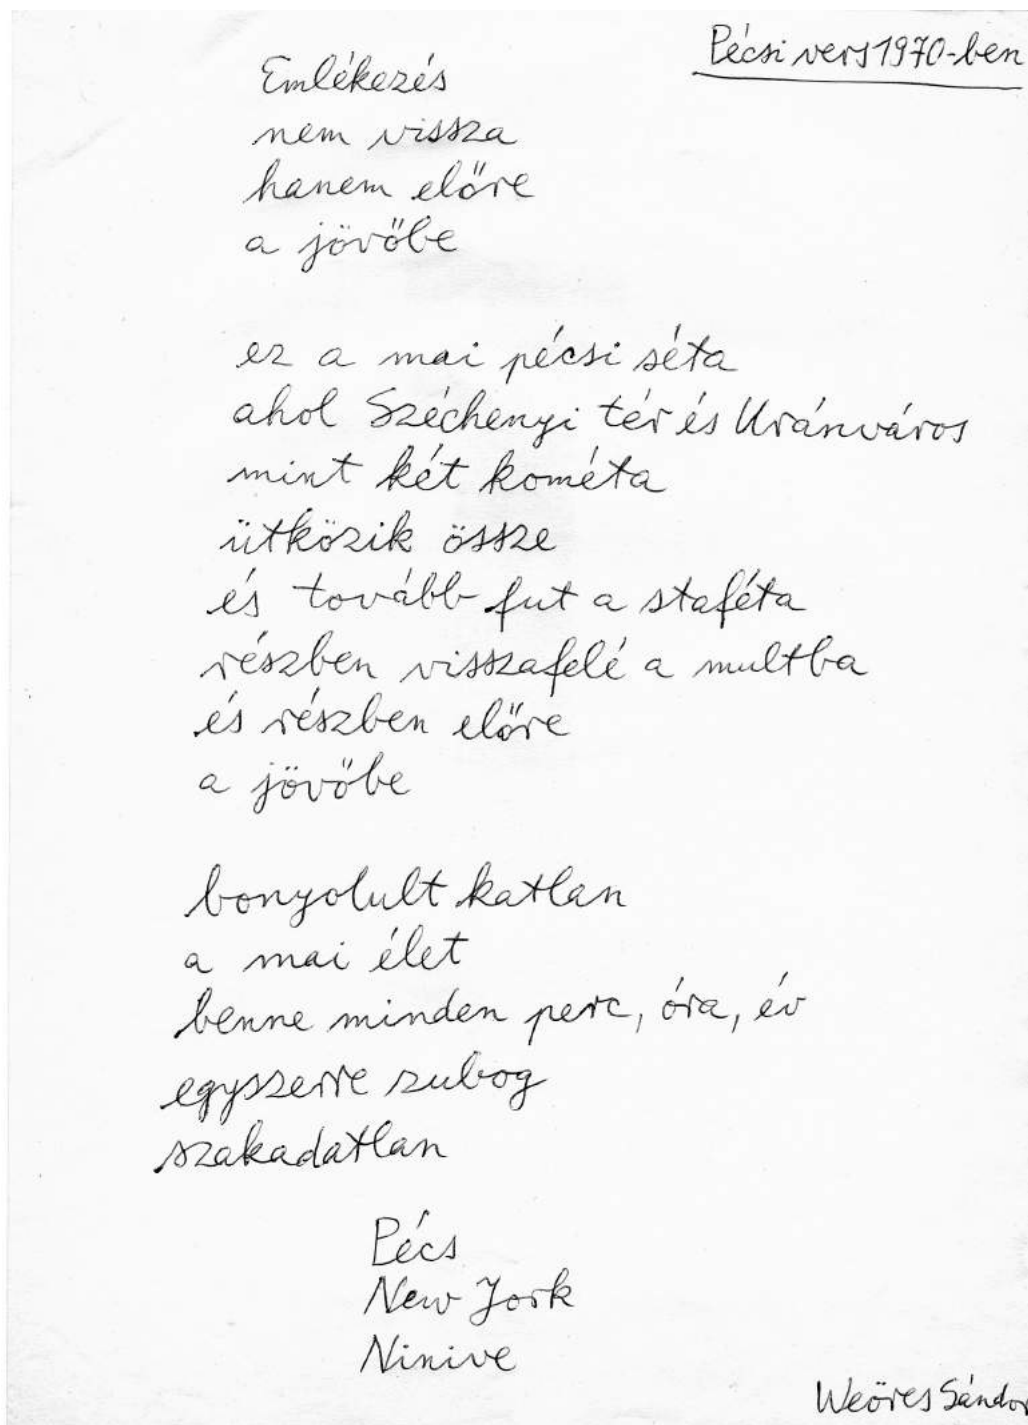 Pécsi vers 1970-ben
Emlékezés
nem vissza
hanem előre
a jövőbe
ez a mai pécsi séta
ahol Széchenyi tér és Uránváros
mint két kométa
ütközik össze
és tovább fut a staféta
részben visszafelé a multba
és részben előre
a jövőbe
bonyolult katlan
a mai élet
benne minden perc, óra, év
egyszerre zubog
szakadatlan
Pécs
New York
Ninive
Weöres Sándor